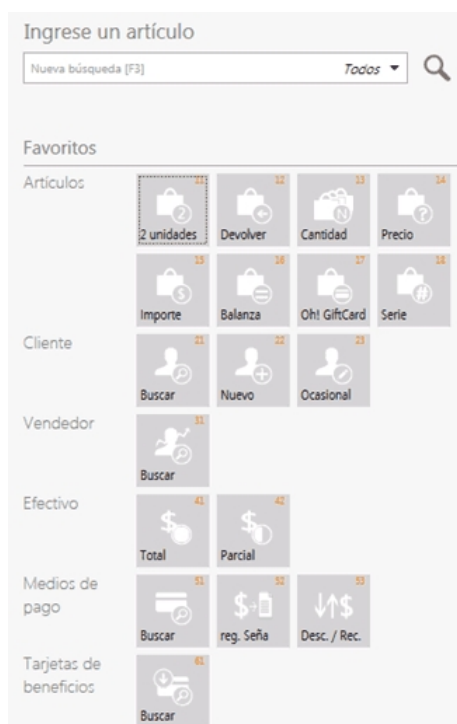 Ingrese un artículo
Nueva búsqueda [F3] Todos
Favoritos
Artículos
11 12 13 14
2 unidades Devolver Cantidad Precio
15 16 17 18
Importe Balanza Oh! GiftCard Serie
Cliente
21 22 23
Buscar Nuevo Ocasional
Vendedor
31
Buscar
Efectivo
41 42
Total Parcial
Medios de
pago
51 52 53
Buscar reg. Seña Desc. / Rec.
Tarjetas de
beneficios
61
Buscar